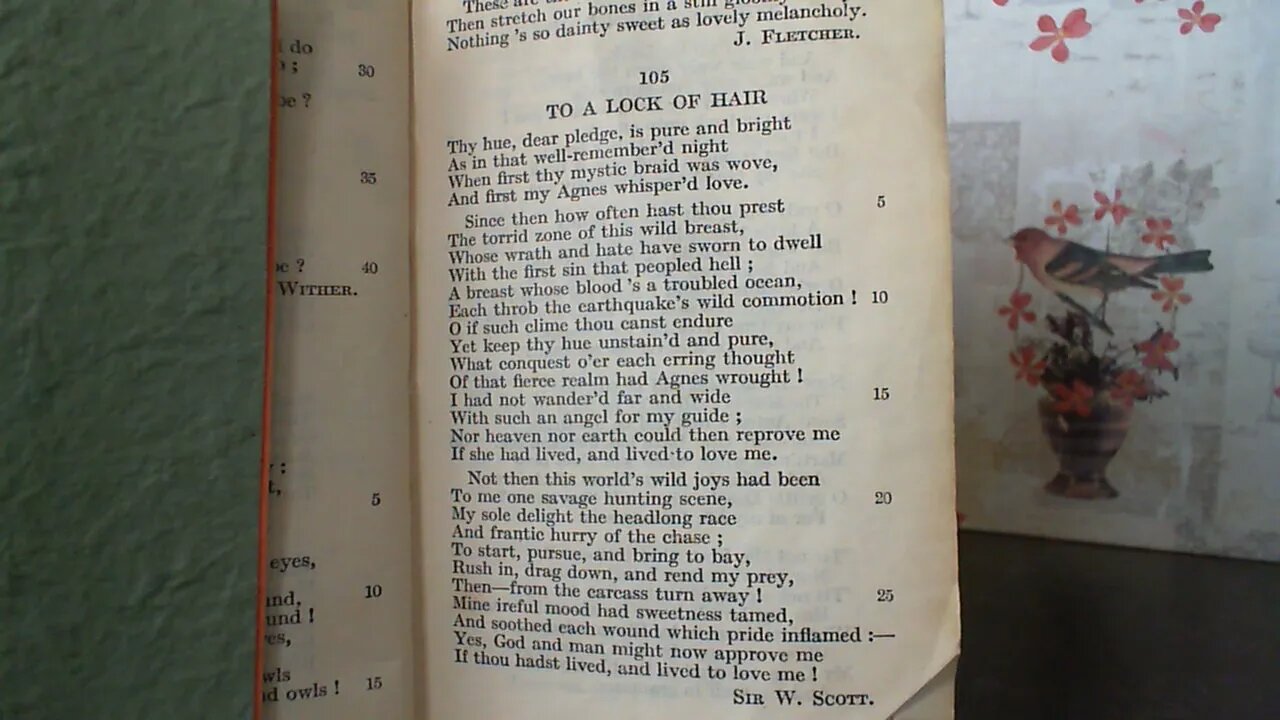 do
;
30
be ?
35
be ?
40
WITHER.
:
t,
5
eyes,
10
und !
15
owls !
These are
Then stretch our bones in a still gloomy
Nothing 's so dainty sweet as lovely melancholy.
J. FLETCHER.
105
TO A LOCK OF HAIR
Thy hue, dear pledge, is pure and bright
As in that well-remember'd night
When first thy mystic braid was wove,
And first my Agnes whisper'd love.
Since then how often hast thou prest 5
The torrid zone of this wild breast,
Whose wrath and hate have sworn to dwell
With the first sin that peopled hell ;
A breast whose blood 's a troubled ocean,
Each throb the earthquake's wild commotion ! 10
O if such clime thou canst endure
Yet keep thy hue unstain'd and pure,
What conquest o'er each erring thought
Of that fierce realm had Agnes wrought !
I had not wander'd far and wide 15
With such an angel for my guide ;
Nor heaven nor earth could then reprove me
If she had lived, and lived to love me.
Not then this world's wild joys had been
To me one savage hunting scene, 20
My sole delight the headlong race
And frantic hurry of the chase ;
To start, pursue, and bring to bay,
Rush in, drag down, and rend my prey,
Then—from the carcass turn away ! 25
Mine ireful mood had sweetness tamed,
And soothed each wound which pride inflamed :—
Yes, God and man might now approve me
If thou hadst lived, and lived to love me !
SIR W. SCOTT.